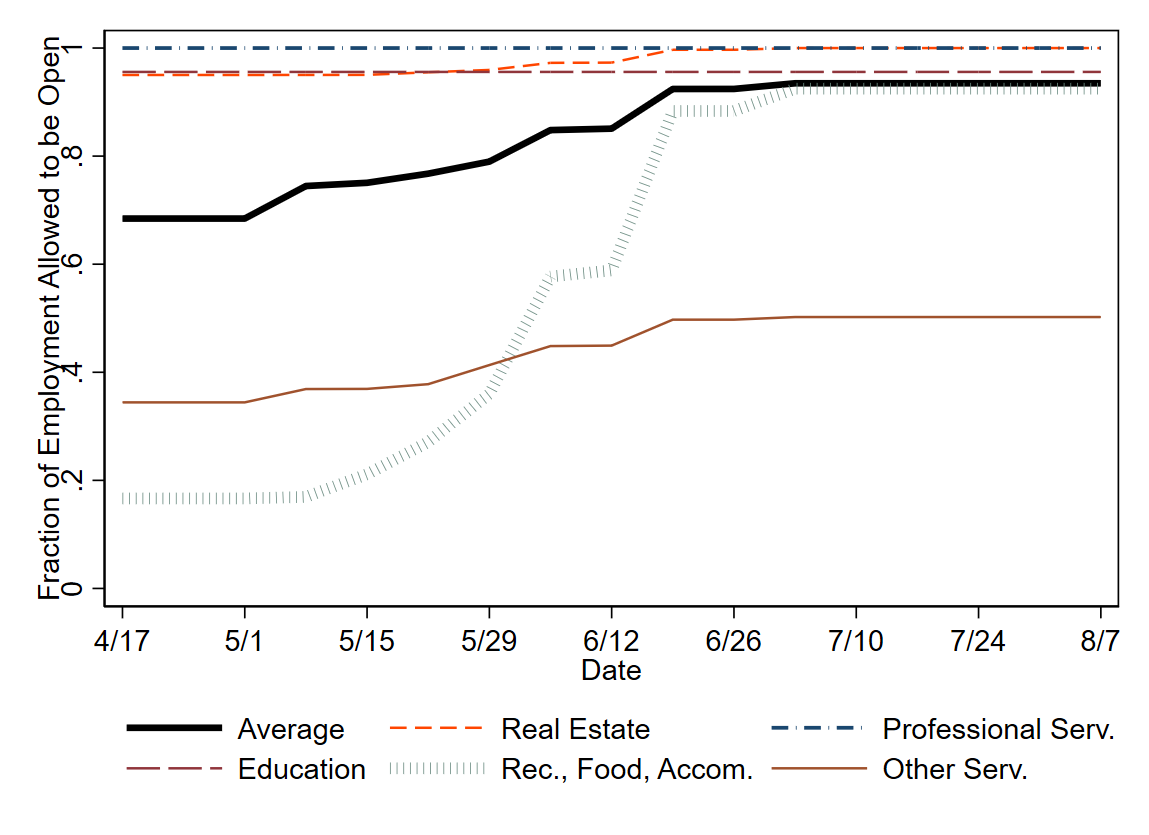 Fraction of Employment Allowed to be Open
1
.8
.6
.4
.2
0
4/17 5/1 5/15 5/29 6/12 6/26 7/10 7/24 8/7
Date
Average Real Estate Professional Serv.
Education Rec., Food, Accom. Other Serv.